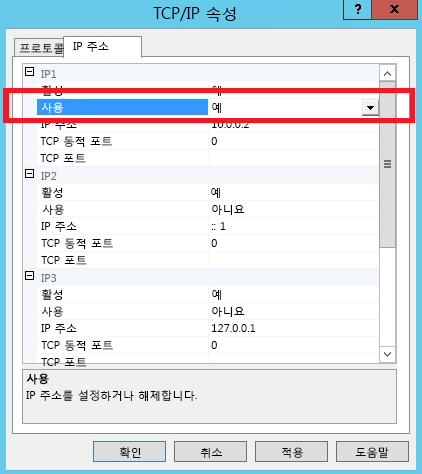 TCP/IP 속성
? x
프로토콜 IP 주소
IP1
활성 예
사용 예
IP 주소 10.0.0.2
TCP 동적 포트 0
TCP 포트
IP2
활성 예
사용 아니요
IP 주소 :: 1
TCP 동적 포트 0
TCP 포트
IP3
활성 예
사용 아니요
IP 주소 127.0.0.1
TCP 동적 포트 0
TCP 포트
사용
IP 주소를 설정하거나 해제합니다.
확인 취소 적용 도움말